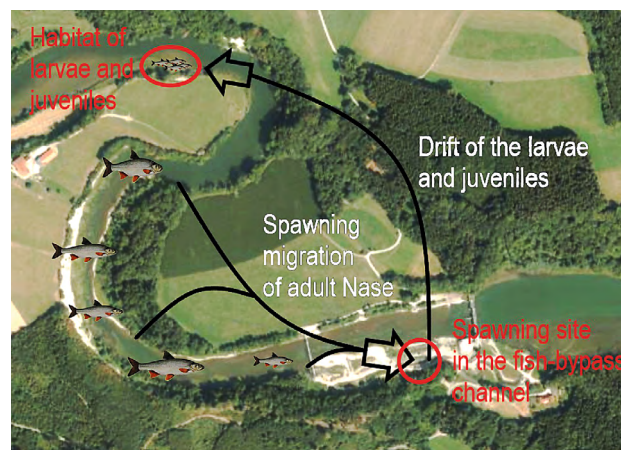 Habitat of
larvae and
juveniles
Drift of the larvae
and juveniles
Spawning
migration
of adult Nase
Spawning site
in the fish-bypass
channel